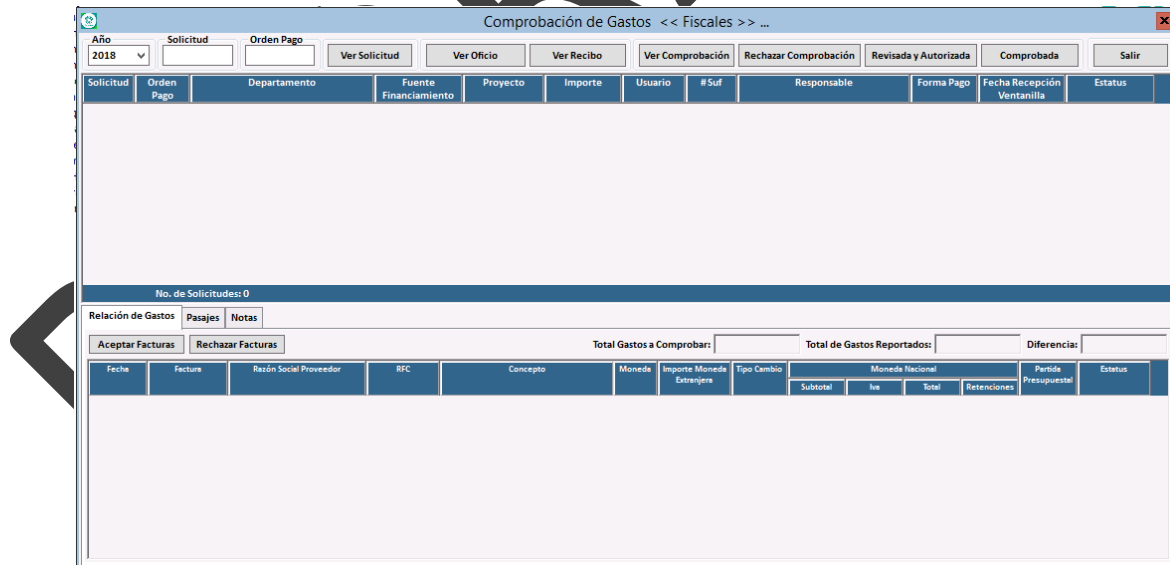 Comprobación de Gastos << Fiscales >> ...
Año Solicitud Orden Pago
2018 Ver Solicitud Ver Oficio Ver Recibo Ver Comprobación Rechazar Comprobación Revisada y Autorizada Comprobada Salir
Solicitud Orden Departamento Fuente Proyecto Importe Usuario # Suf Responsable Forma Pago Fecha Recepción Estatus
Pago Financiamiento Ventanilla
No. de Solicitudes: 0
Relación de Gastos Pasajes Notas
Aceptar Facturas Rechazar Facturas Total Gastos a Comprobar: Total de Gastos Reportados: Diferencia:
Fecha Factura Razón Social Proveedor RFC Concepto Moneda Importe Moneda Tipo Cambio Moneda Nacional Partida Estatus
Extranjera Subtotal Iva Total Retenciones Presupuestal